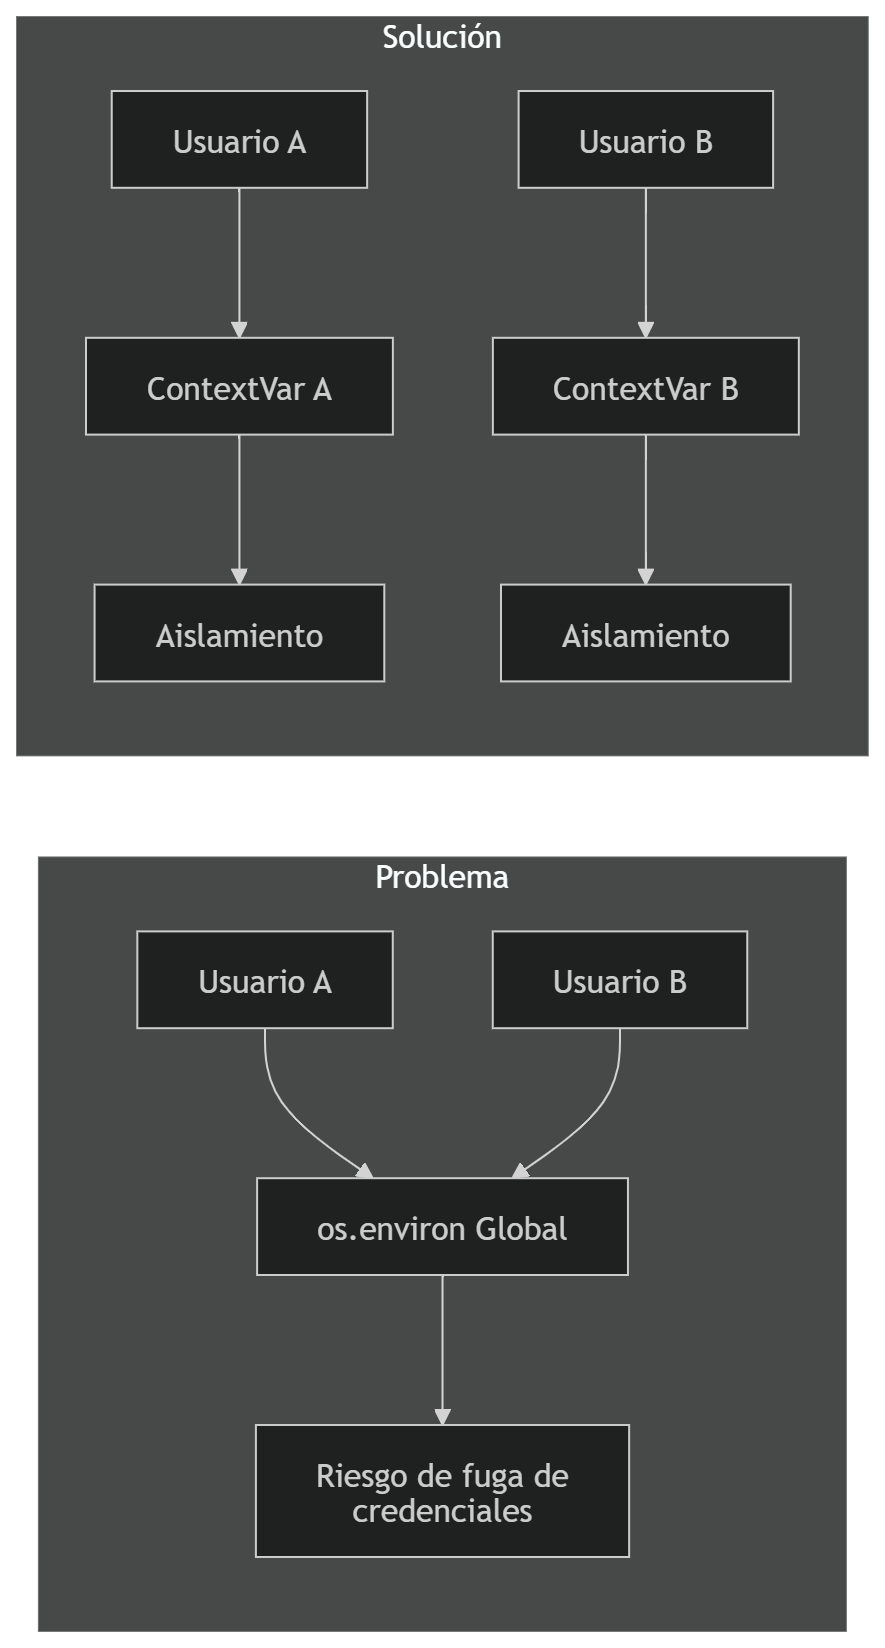 Solución
Usuario A
Usuario B
ContextVar A
ContextVar B
Aislamiento
Aislamiento
Problema
Usuario A
Usuario B
os.environ Global
Riesgo de fuga de
credenciales